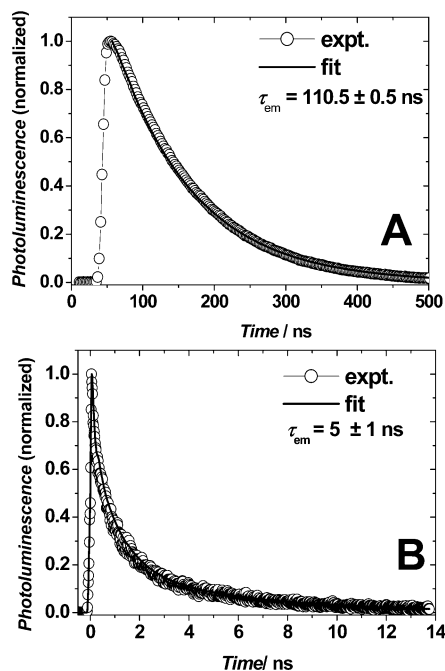 1.0
0.8
0.6
0.4
0.2
0.0
Photoluminescence (normalized)
expt.
fit
τem = 110.5 ± 0.5 ns
A
100 200 300 400 500
Time / ns
1.0
0.8
0.6
0.4
0.2
0.0
Photoluminescence (normalized)
expt.
fit
τem = 5 ± 1 ns
B
0 2 4 6 8 10 12 14
Time/ ns